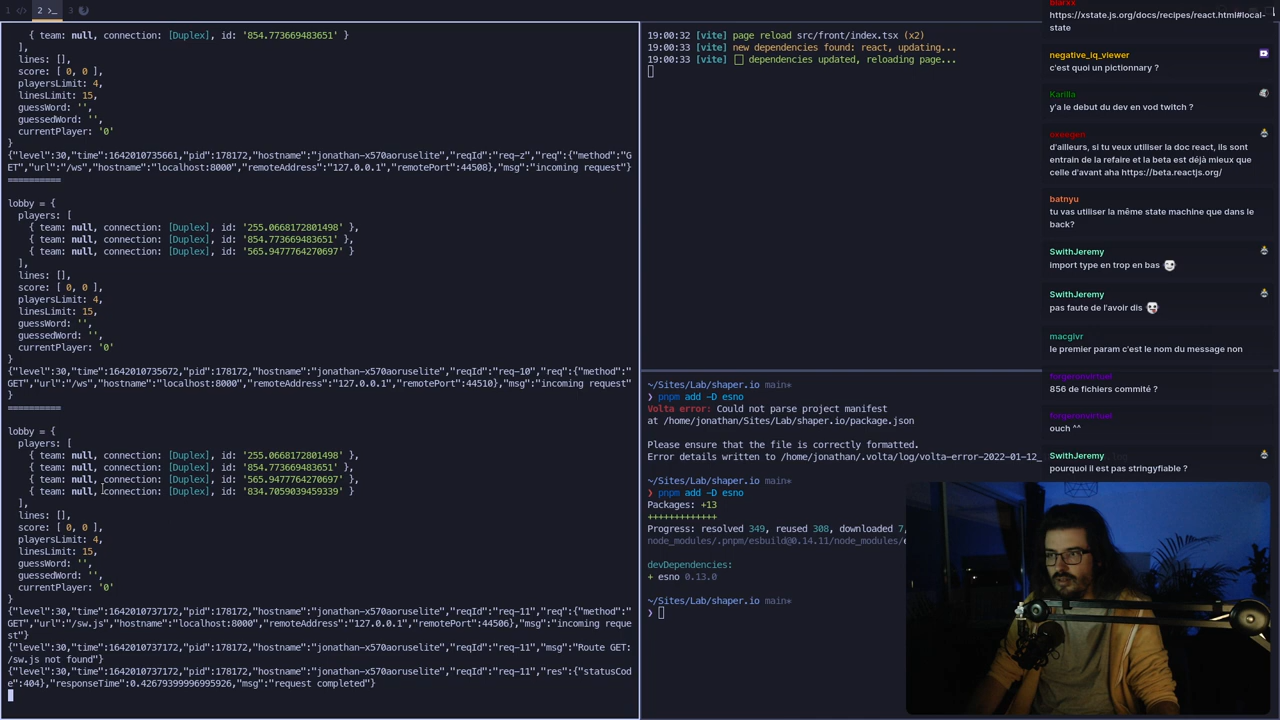 1 </>
2 >_
3
    { team: null, connection: [Duplex], id: '854.773669483651' }
  ],
  lines: [],
  score: [ 0, 0 ],
  playersLimit: 4,
  linesLimit: 15,
  guessWord: '',
  guessedWord: '',
  currentPlayer: '0'
}
{"level":30,"time":1642010735661,"pid":178172,"hostname":"jonathan-x570aoruselite","reqId":"req-z","req":{"method":"G
ET","url":"/ws","hostname":"localhost:8000","remoteAddress":"127.0.0.1","remotePort":44508},"msg":"incoming request"}
==========
lobby = {
  players: [
    { team: null, connection: [Duplex], id: '255.0668172801498' },
    { team: null, connection: [Duplex], id: '854.773669483651' },
    { team: null, connection: [Duplex], id: '565.9477764270697' }
  ],
  lines: [],
  score: [ 0, 0 ],
  playersLimit: 4,
  linesLimit: 15,
  guessWord: '',
  guessedWord: '',
  currentPlayer: '0'
}
{"level":30,"time":1642010735672,"pid":178172,"hostname":"jonathan-x570aoruselite","reqId":"req-10","req":{"method":"
GET","url":"/ws","hostname":"localhost:8000","remoteAddress":"127.0.0.1","remotePort":44510},"msg":"incoming request"
}
==========
lobby = {
  players: [
    { team: null, connection: [Duplex], id: '255.0668172801498' },
    { team: null, connection: [Duplex], id: '854.773669483651' },
    { team: null, connection: [Duplex], id: '565.9477764270697' },
    { team: null, connection: [Duplex], id: '834.7059039459339' }
  ],
  lines: [],
  score: [ 0, 0 ],
  playersLimit: 4,
  linesLimit: 15,
  guessWord: '',
  guessedWord: '',
  currentPlayer: '0'
}
{"level":30,"time":1642010737172,"pid":178172,"hostname":"jonathan-x570aoruselite","reqId":"req-11","req":{"method":"
GET","url":"/sw.js","hostname":"localhost:8000","remoteAddress":"127.0.0.1","remotePort":44506},"msg":"incoming reque
st"}
{"level":30,"time":1642010737172,"pid":178172,"hostname":"jonathan-x570aoruselite","reqId":"req-11","msg":"Route GET:
/sw.js not found"}
{"level":30,"time":1642010737172,"pid":178172,"hostname":"jonathan-x570aoruselite","reqId":"req-11","res":{"statusCod
e":404},"responseTime":0.42679399996995926,"msg":"request completed"}
19:00:32 [vite] page reload src/front/index.tsx (x2)
19:00:33 [vite] new dependencies found: react, updating...
19:00:33 [vite] dependencies updated, reloading page...
~/Sites/Lab/shaper.io main*
❯ pnpm add -D esno
Volta error: Could not parse project manifest
at /home/jonathan/Sites/Lab/shaper.io/package.json
Please ensure that the file is correctly formatted.
Error details written to /home/jonathan/.volta/log/volta-error-2022-01-12_
~/Sites/Lab/shaper.io main*
❯ pnpm add -D esno
Packages: +13
+++++++++++++
Progress: resolved 349, reused 308, downloaded 7,
node_modules/.pnpm/esbuild@0.14.11/node_modules/
devDependencies:
+ esno 0.13.0
~/Sites/Lab/shaper.io main*
❯
https://xstate.js.org/docs/recipes/react.html#local-
state
negative_iq_viewer
c'est quoi un pictionnary ?
Karilla
y'a le debut du dev en vod twitch ?
d'ailleurs, si tu veux utiliser la doc react, ils sont
entrain de la refaire et la beta est déjà mieux que
celle d'avant aha https://beta.reactjs.org/
batnyu
tu vas utiliser la même state machine que dans le
back?
SwithJeremy
import type en trop en bas
SwithJeremy
pas faute de l'avoir dis
macgivr
le premier param c'est le nom du message non
forgeronvirtuel
856 de fichiers commité ?
forgeronvirtuel
ouch ^^
SwithJeremy
pourquoi il est pas stringyfiable ?